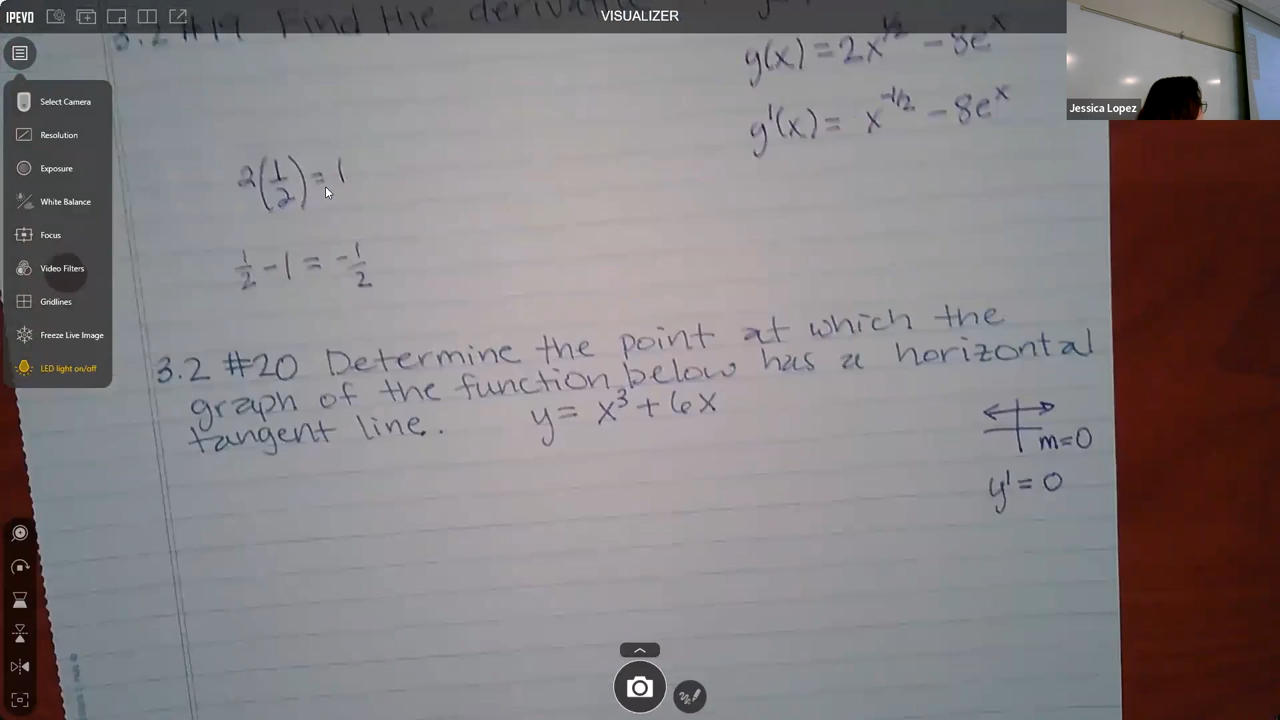 IPEVO
VISUALIZER
3.2 #19 Find the
g(x) = 2x^1/2 - 8e^x
g'(x) = x^-1/2 - 8e^x
Jessica Lopez
Select Camera
Resolution
Exposure
White Balance
Focus
Video Filters
Gridlines
Freeze Live Image
LED light on/off
2(1/2) = 1
1/2 - 1 = -1/2
3.2 #20 Determine the point at which the
graph of the function below has a horizontal
tangent line. y = x^3 + 6x
m=0
y' = 0